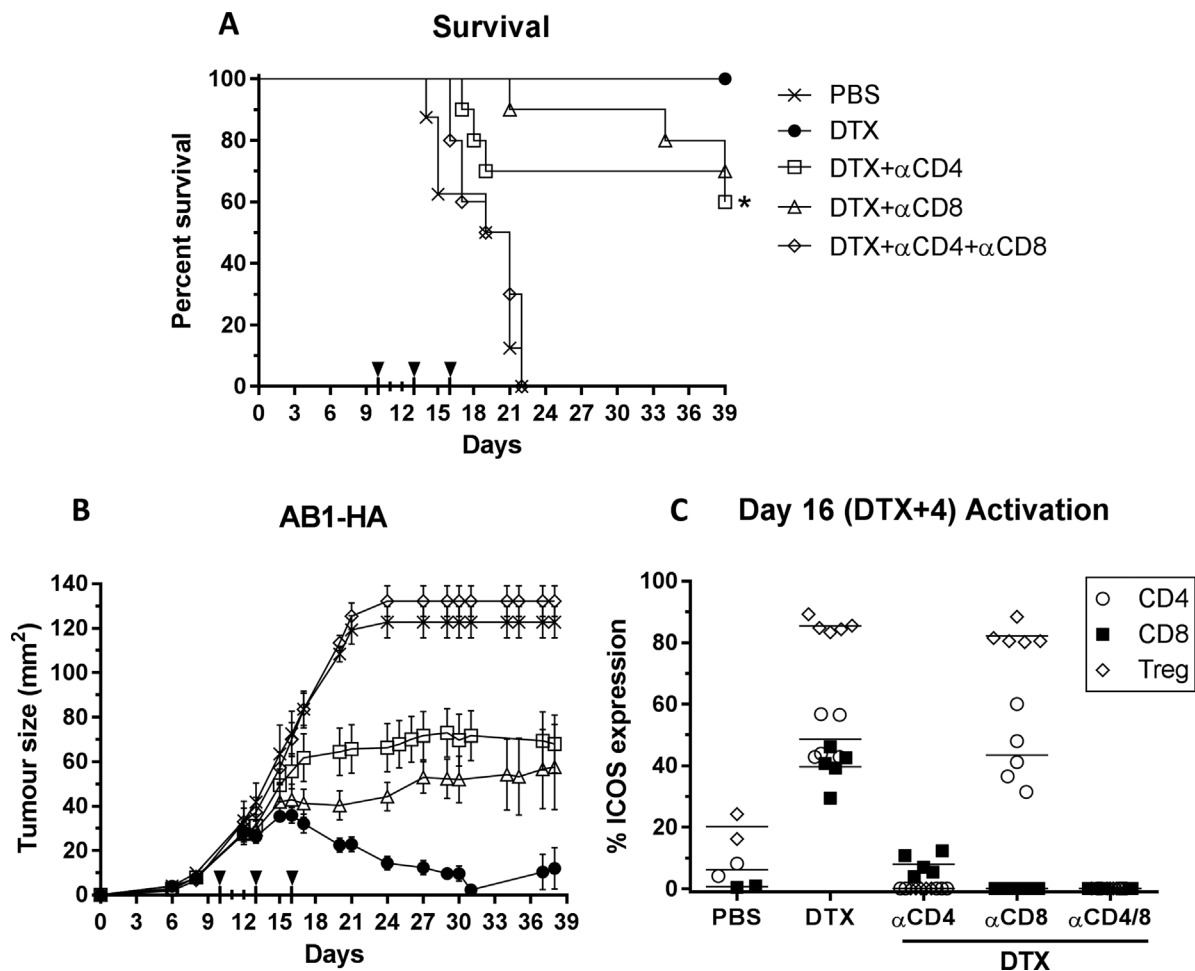 A
Survival
Percent survival
100
80
60
40
20
0
0 3 6 9 12 15 18 21 24 27 30 33 36 39
Days
*
PBS
DTX
DTX+αCD4
DTX+αCD8
DTX+αCD4+αCD8
B
AB1-HA
Tumour size (mm²)
140
120
100
80
60
40
20
0
0 3 6 9 12 15 18 21 24 27 30 33 36 39
Days
C
Day 16 (DTX+4) Activation
% ICOS expression
100
80
60
40
20
0
CD4
CD8
Treg
PBS DTX αCD4 αCD8 αCD4/8
DTX